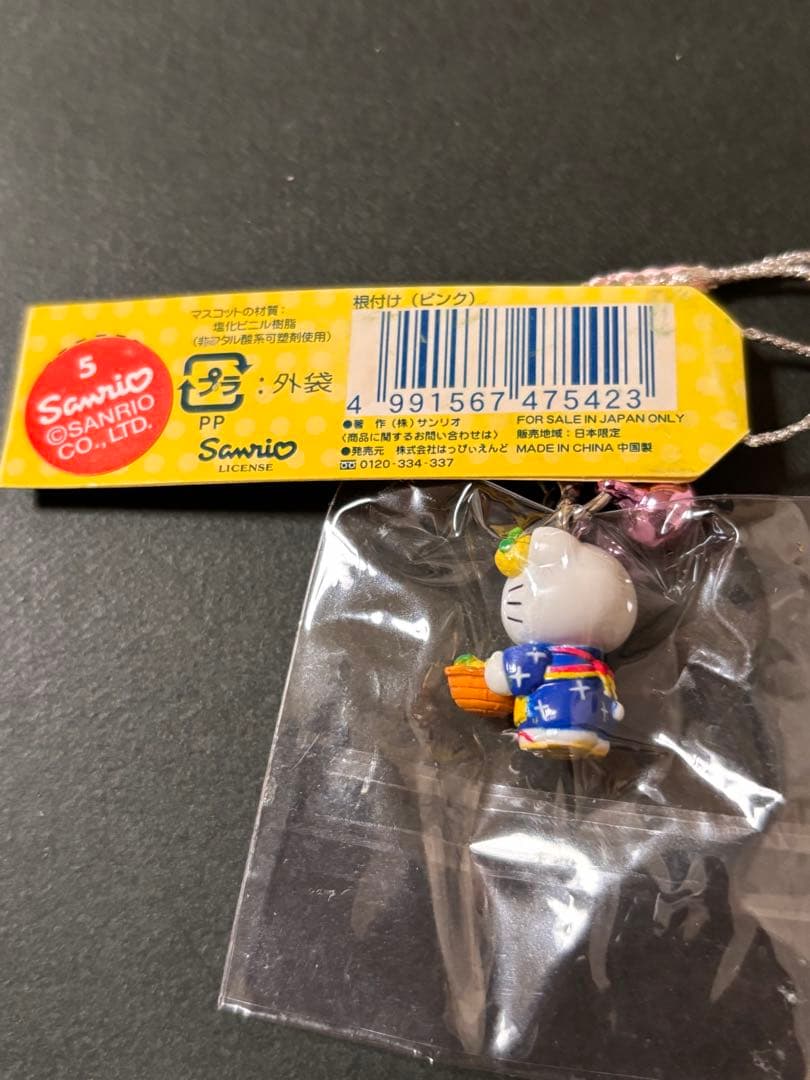 根付け（ピンク）
マスコットの材質：
塩化ビニル樹脂
（非フタル酸系可塑剤使用）
5
Sanrio
©SANRIO
CO., LTD.
プラ：外袋
PP
Sanrio
LICENSE
4 991567 475423
●著　作（株）サンリオ
〈商品に関するお問い合わせは〉
●発売元　株式会社はっぴぃえんど
0120-334-337
FOR SALE IN JAPAN ONLY
販売地域：日本限定
MADE IN CHINA 中国製